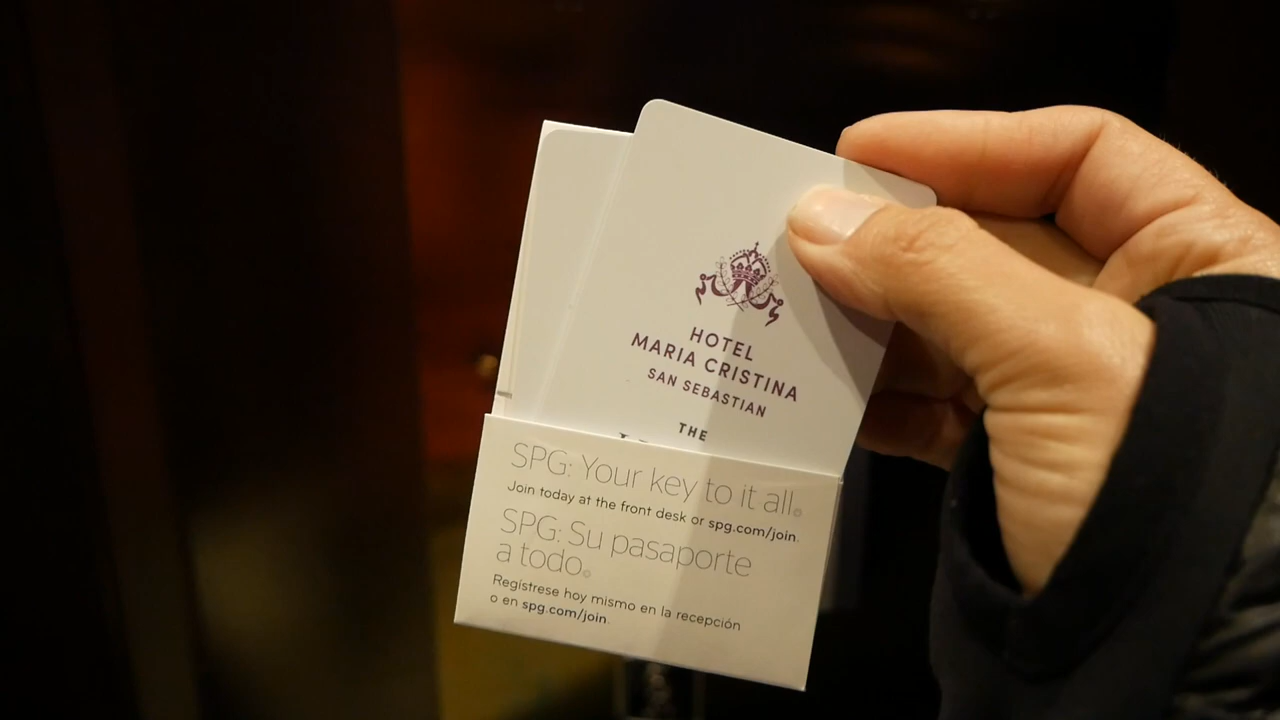 HOTEL
MARIA CRISTINA
SAN SEBASTIAN
THE
SPG: Your key to it all.
Join today at the front desk or spg.com/join.
SPG: Su pasaporte
a todo.
Regístrese hoy mismo en la recepción
o en spg.com/join.